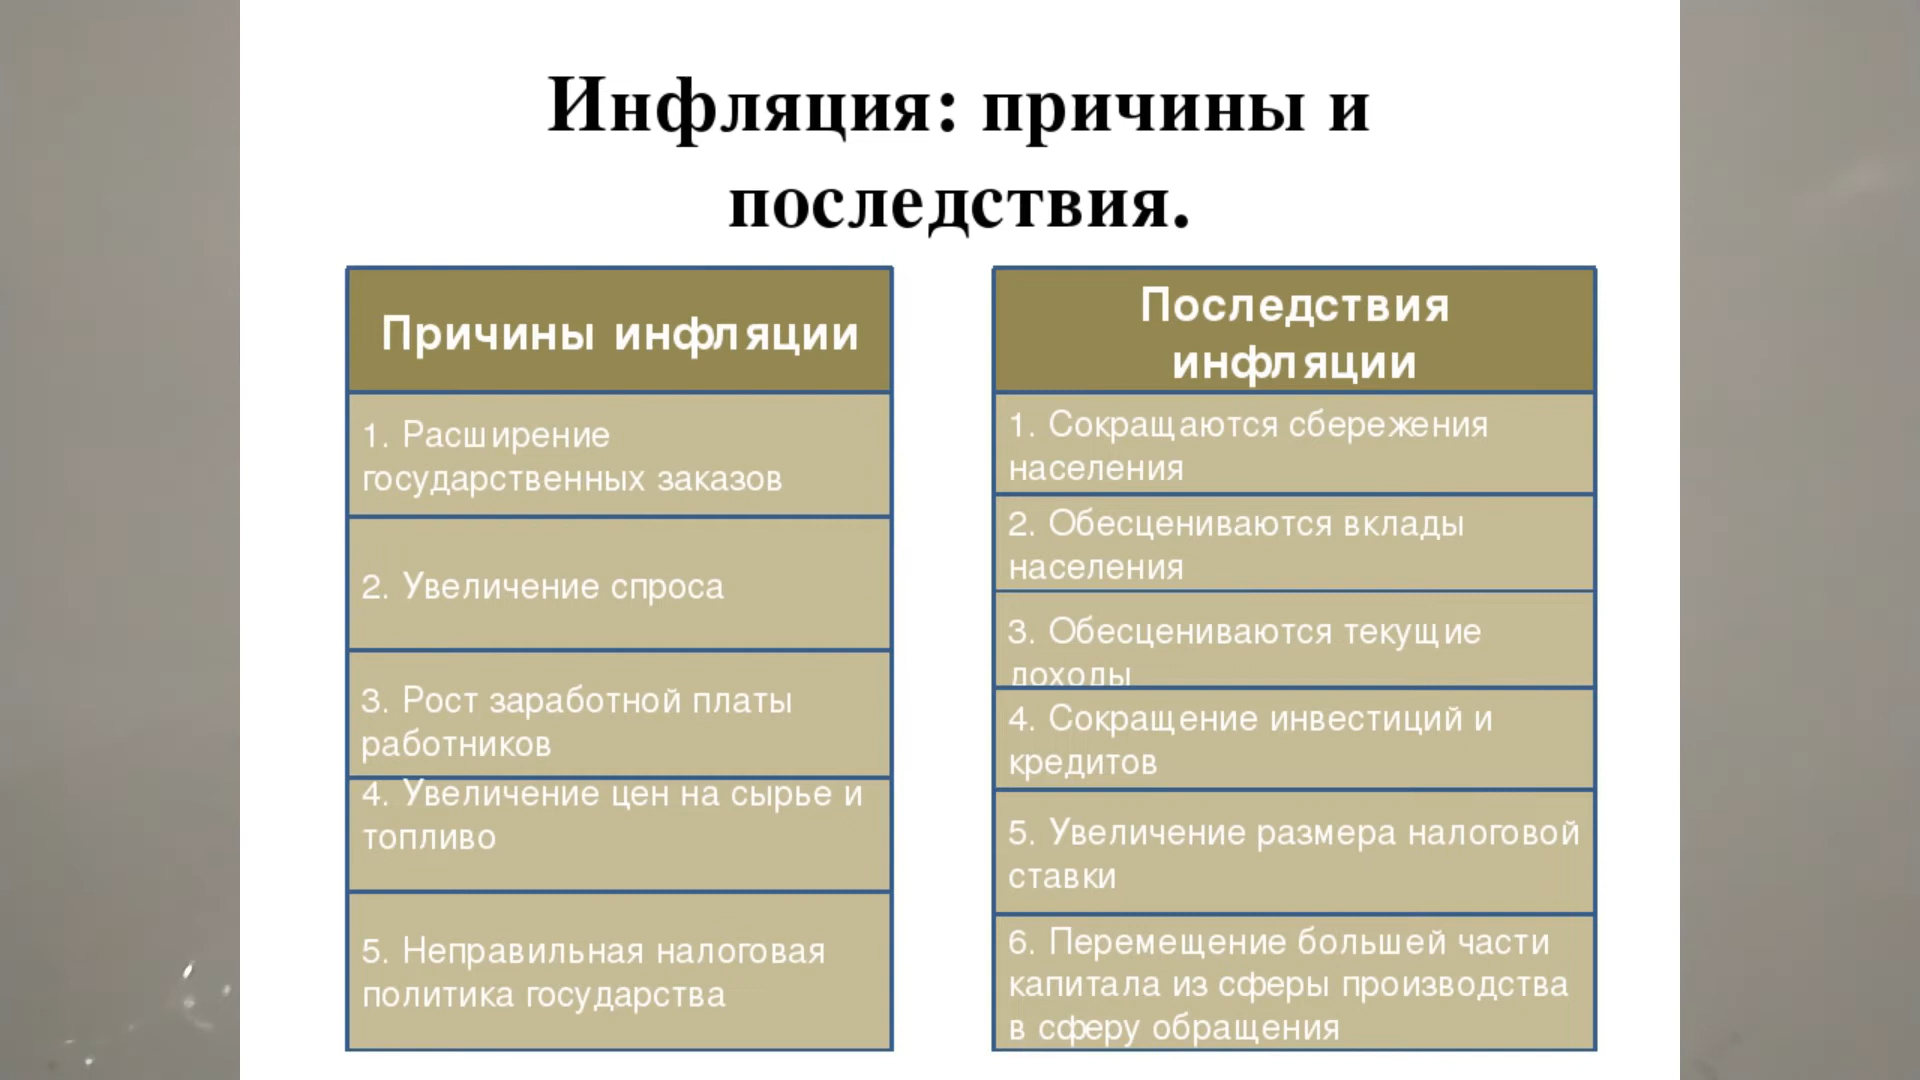 Инфляция: причины и
последствия.
Причины инфляции
1. Расширение
государственных заказов
2. Увеличение спроса
3. Рост заработной платы
работников
4. Увеличение цен на сырье и
топливо
5. Неправильная налоговая
политика государства
Последствия
инфляции
1. Сокращаются сбережения
населения
2. Обесцениваются вклады
населения
3. Обесцениваются текущие
доходы
4. Сокращение инвестиций и
кредитов
5. Увеличение размера налоговой
ставки
6. Перемещение большей части
капитала из сферы производства
в сферу обращения